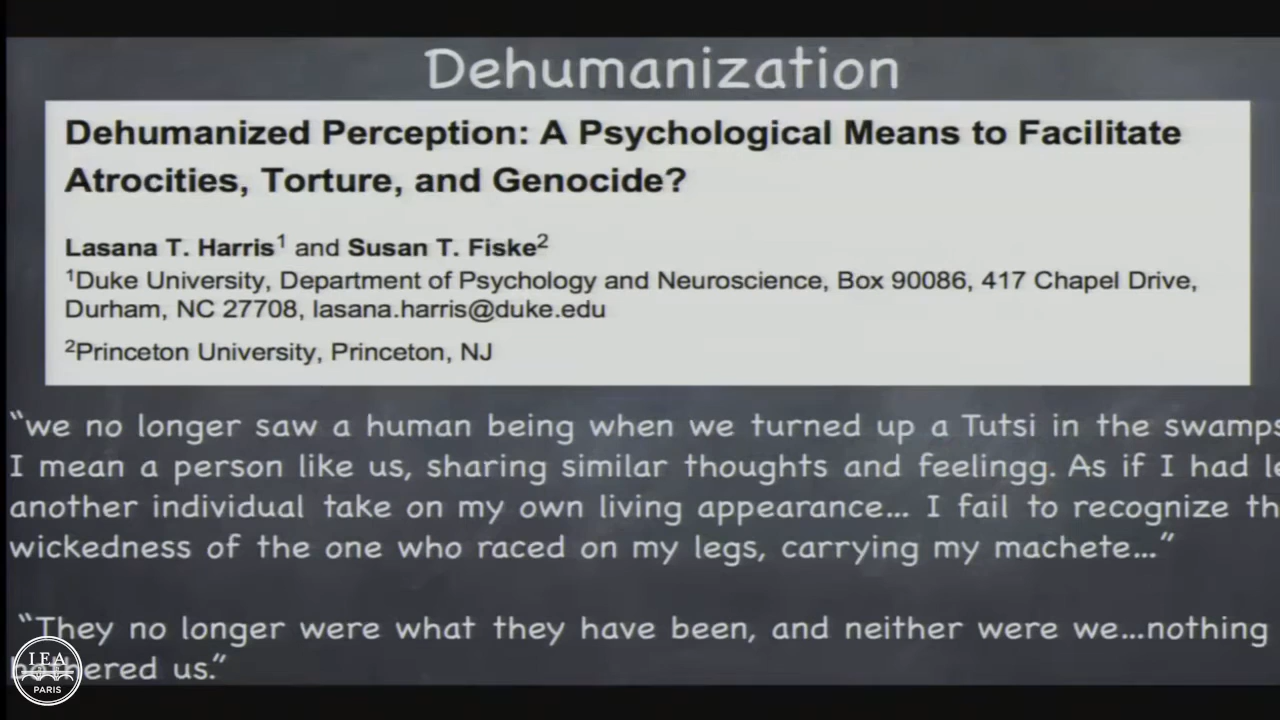 Dehumanization
Dehumanized Perception: A Psychological Means to Facilitate
Atrocities, Torture, and Genocide?
Lasana T. Harris1 and Susan T. Fiske2
1Duke University, Department of Psychology and Neuroscience, Box 90086, 417 Chapel Drive,
Durham, NC 27708, lasana.harris@duke.edu
2Princeton University, Princeton, NJ
“we no longer saw a human being when we turned up a Tutsi in the swamps
I mean a person like us, sharing similar thoughts and feelingg. As if I had le
another individual take on my own living appearance… I fail to recognize th
wickedness of the one who raced on my legs, carrying my machete…”
“They no longer were what they have been, and neither were we…nothing
bothered us.”
IEA
PARIS